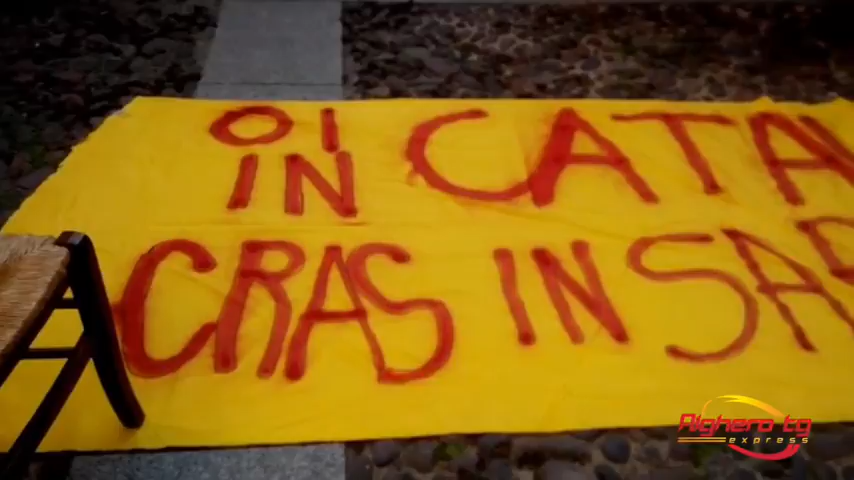 OI
IN CATA
CRAS IN SA
Alghero tg
express